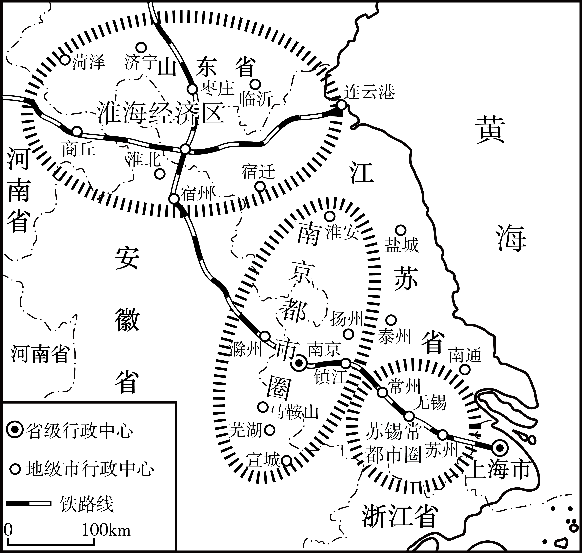 菏泽
济宁
山东省
枣庄
临沂
连云港
淮海经济区
商丘
淮北
宿州
宿迁
黄海
河南省
安徽省
江苏省
南京都市圈
淮安
盐城
扬州
泰州
滁州
南京
镇江
南通
常州
无锡
河南省
马鞍山
芜湖
宣城
苏锡常
都市圈
苏州
上海市
浙江省
省级行政中心
地级市行政中心
铁路线
0 100km